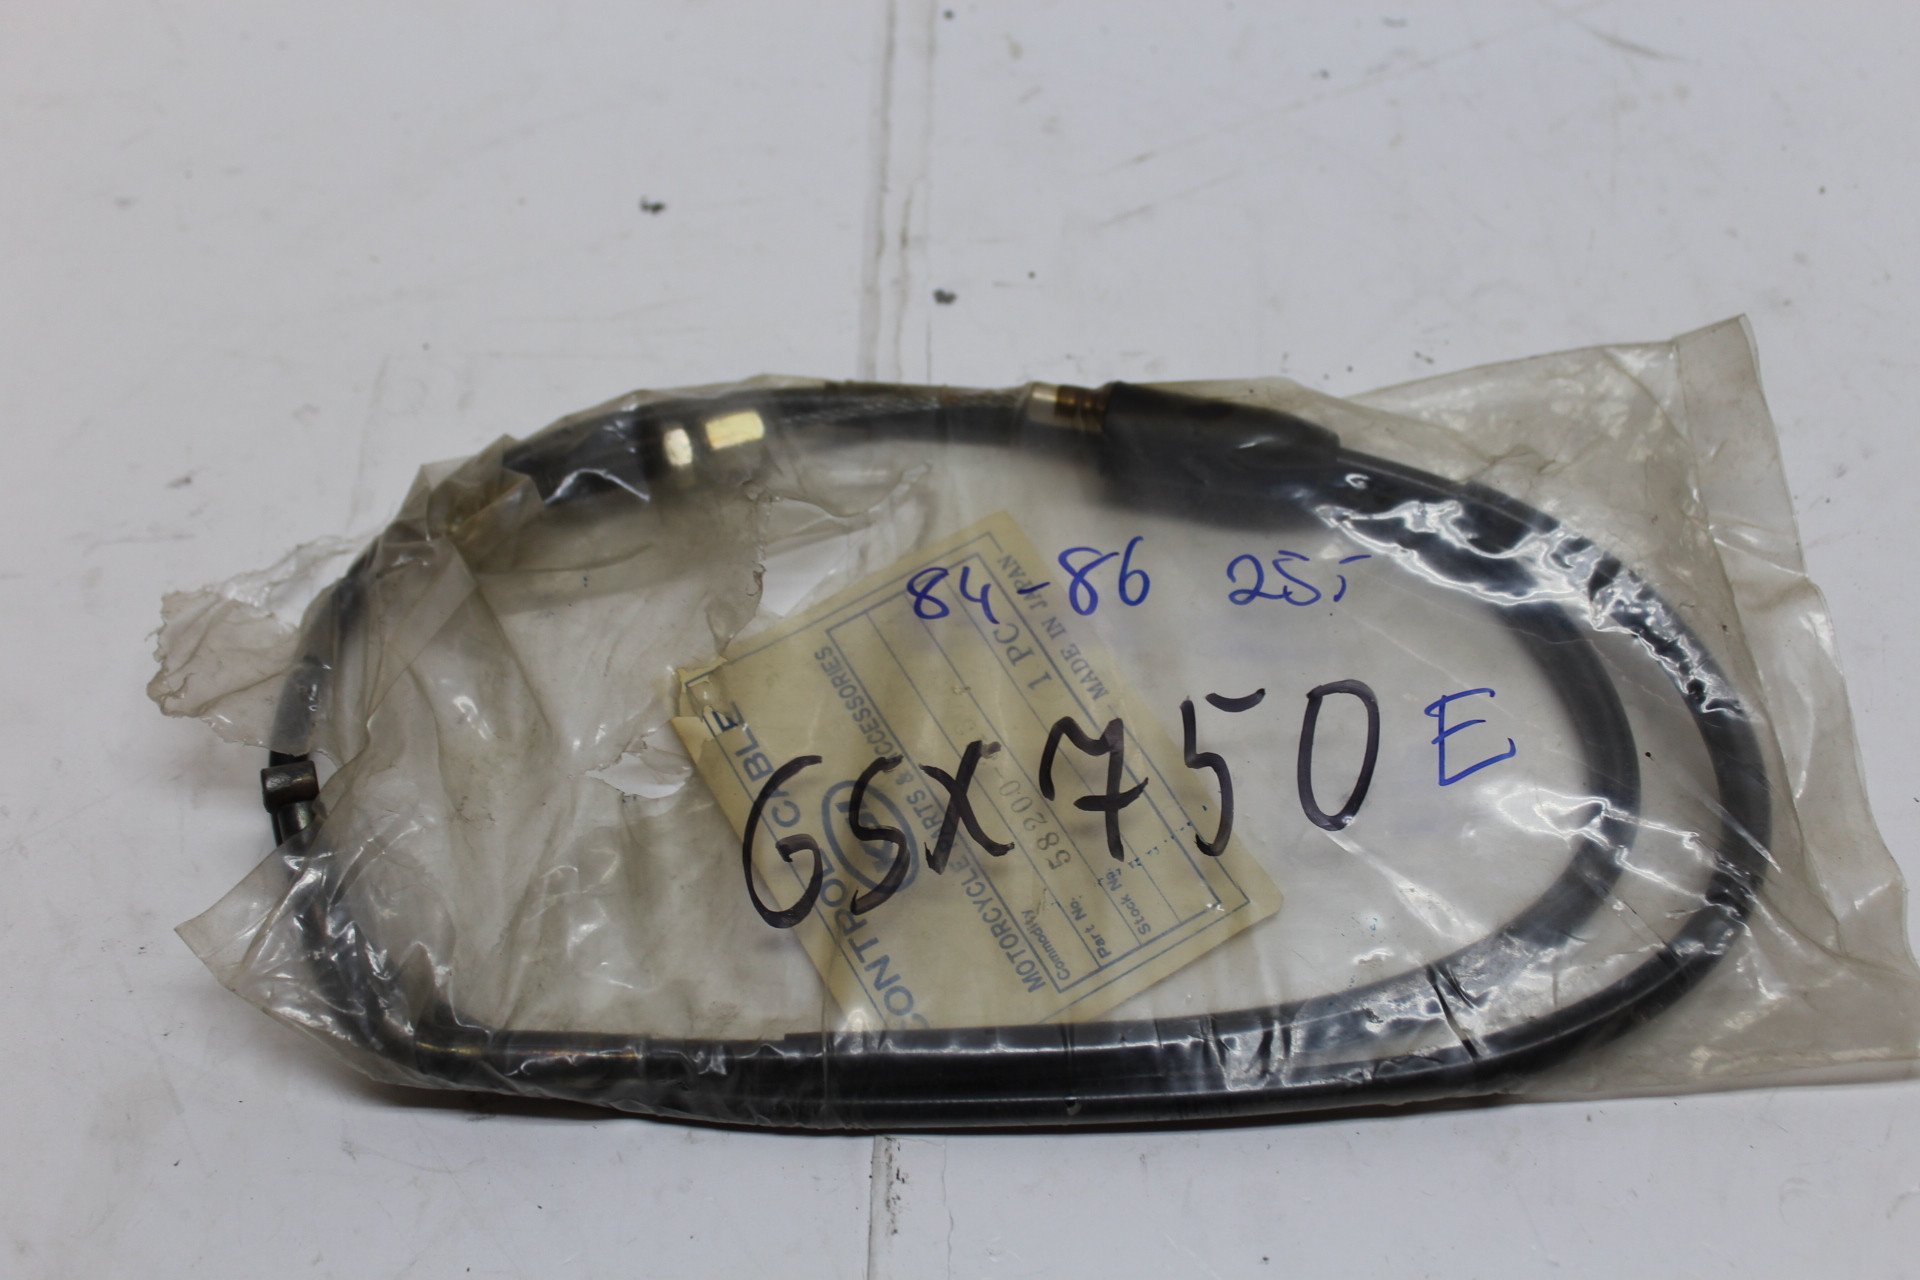 84-86 25,-
GSX750 E
CONTROL CABLE
MOTORCYCLE PARTS & ACCESSORIES
Commodity 1 PC
Part No. 58200-
Stock No.
MADE IN JAPAN